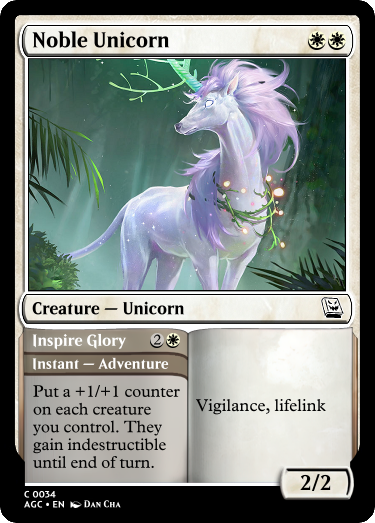 Noble Unicorn
Creature — Unicorn
Inspire Glory 2
Instant — Adventure
Put a +1/+1 counter
on each creature
you control. They
gain indestructible
until end of turn.
Vigilance, lifelink
2/2
C 0034
AGC • EN DAN CHA